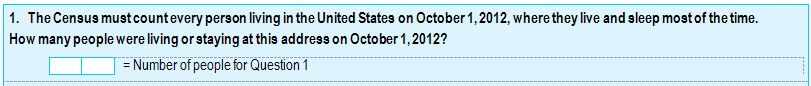 1. The Census must count every person living in the United States on October 1, 2012, where they live and sleep most of the time.
How many people were living or staying at this address on October 1, 2012?
= Number of people for Question 1